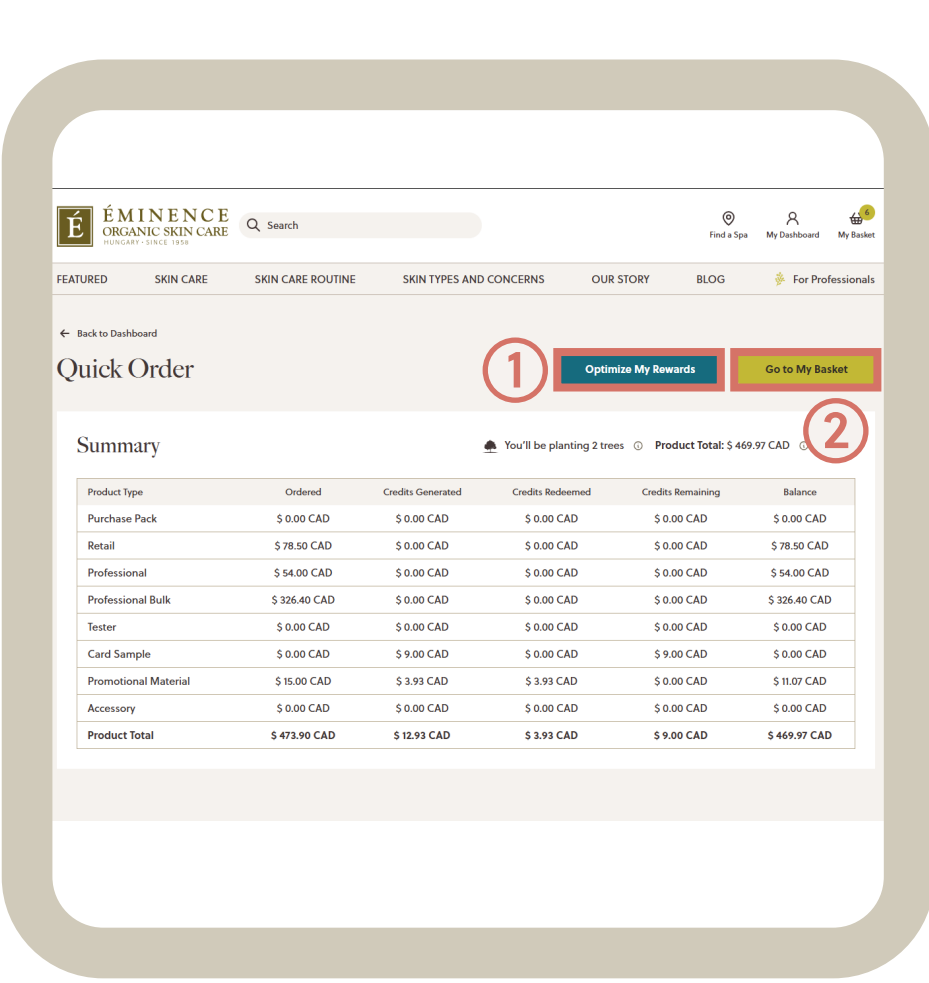 É
ÉMINENCE
ORGANIC SKIN CARE
HUNGARY · SINCE 1958
Search
Find a Spa
My Dashboard
6
My Basket
FEATURED SKIN CARE SKIN CARE ROUTINE SKIN TYPES AND CONCERNS OUR STORY BLOG For Professionals
Back to Dashboard
Quick Order
1
Optimize My Rewards
Go to My Basket
2
Summary
You'll be planting 2 trees Product Total: $ 469.97 CAD
Product Type Ordered Credits Generated Credits Redeemed Credits Remaining Balance
Purchase Pack $ 0.00 CAD $ 0.00 CAD $ 0.00 CAD $ 0.00 CAD $ 0.00 CAD
Retail $ 78.50 CAD $ 0.00 CAD $ 0.00 CAD $ 0.00 CAD $ 78.50 CAD
Professional $ 54.00 CAD $ 0.00 CAD $ 0.00 CAD $ 0.00 CAD $ 54.00 CAD
Professional Bulk $ 326.40 CAD $ 0.00 CAD $ 0.00 CAD $ 0.00 CAD $ 326.40 CAD
Tester $ 0.00 CAD $ 0.00 CAD $ 0.00 CAD $ 0.00 CAD $ 0.00 CAD
Card Sample $ 0.00 CAD $ 9.00 CAD $ 0.00 CAD $ 9.00 CAD $ 0.00 CAD
Promotional Material $ 15.00 CAD $ 3.93 CAD $ 3.93 CAD $ 0.00 CAD $ 11.07 CAD
Accessory $ 0.00 CAD $ 0.00 CAD $ 0.00 CAD $ 0.00 CAD $ 0.00 CAD
Product Total $ 473.90 CAD $ 12.93 CAD $ 3.93 CAD $ 9.00 CAD $ 469.97 CAD